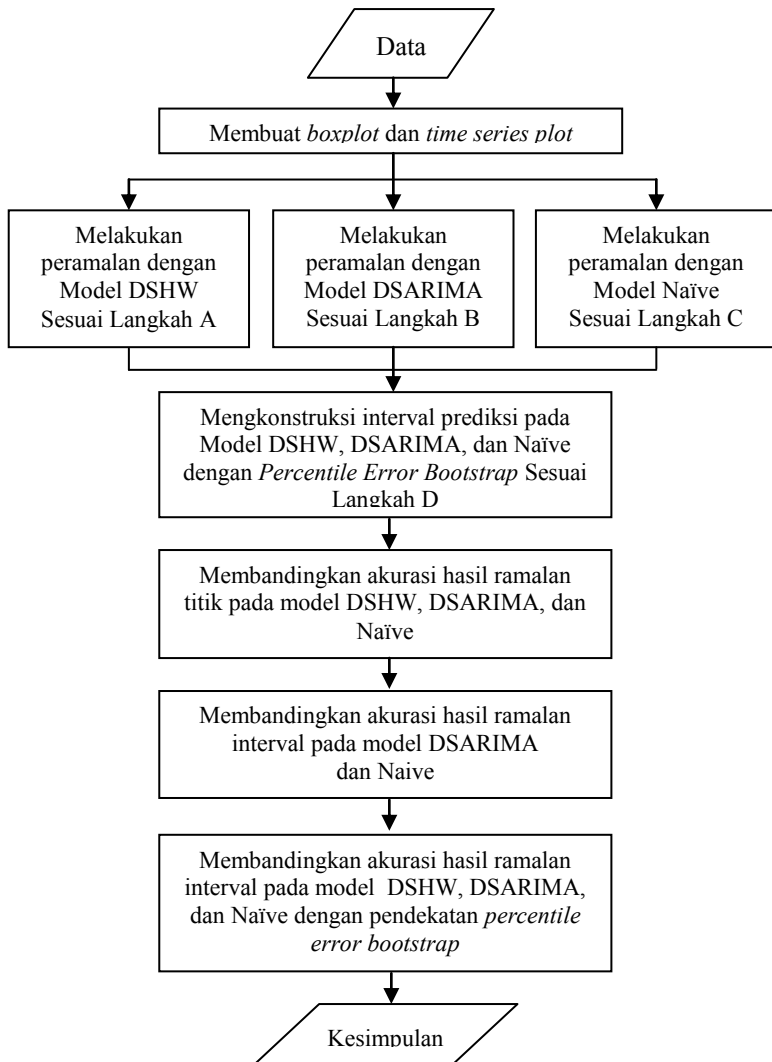 Data
Membuat boxplot dan time series plot
Melakukan
peramalan dengan
Model DSHW
Sesuai Langkah A
Melakukan
peramalan dengan
Model DSARIMA
Sesuai Langkah B
Melakukan
peramalan dengan
Model Naïve
Sesuai Langkah C
Mengkonstruksi interval prediksi pada
Model DSHW, DSARIMA, dan Naïve
dengan Percentile Error Bootstrap Sesuai
Langkah D
Membandingkan akurasi hasil ramalan
titik pada model DSHW, DSARIMA, dan
Naïve
Membandingkan akurasi hasil ramalan
interval pada model DSARIMA
dan Naive
Membandingkan akurasi hasil ramalan
interval pada model DSHW, DSARIMA,
dan Naïve dengan pendekatan percentile
error bootstrap
Kesimpulan